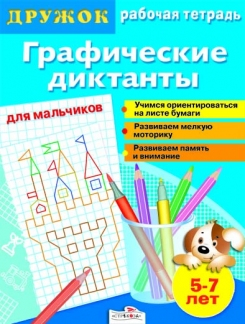 ДРУЖОК рабочая тетрадь
Графические
диктанты
для мальчиков
Учимся ориентироваться
на листе бумаги
Развиваем мелкую
моторику
Развиваем память
и внимание
5-7
лет
СТРЕКОЗА